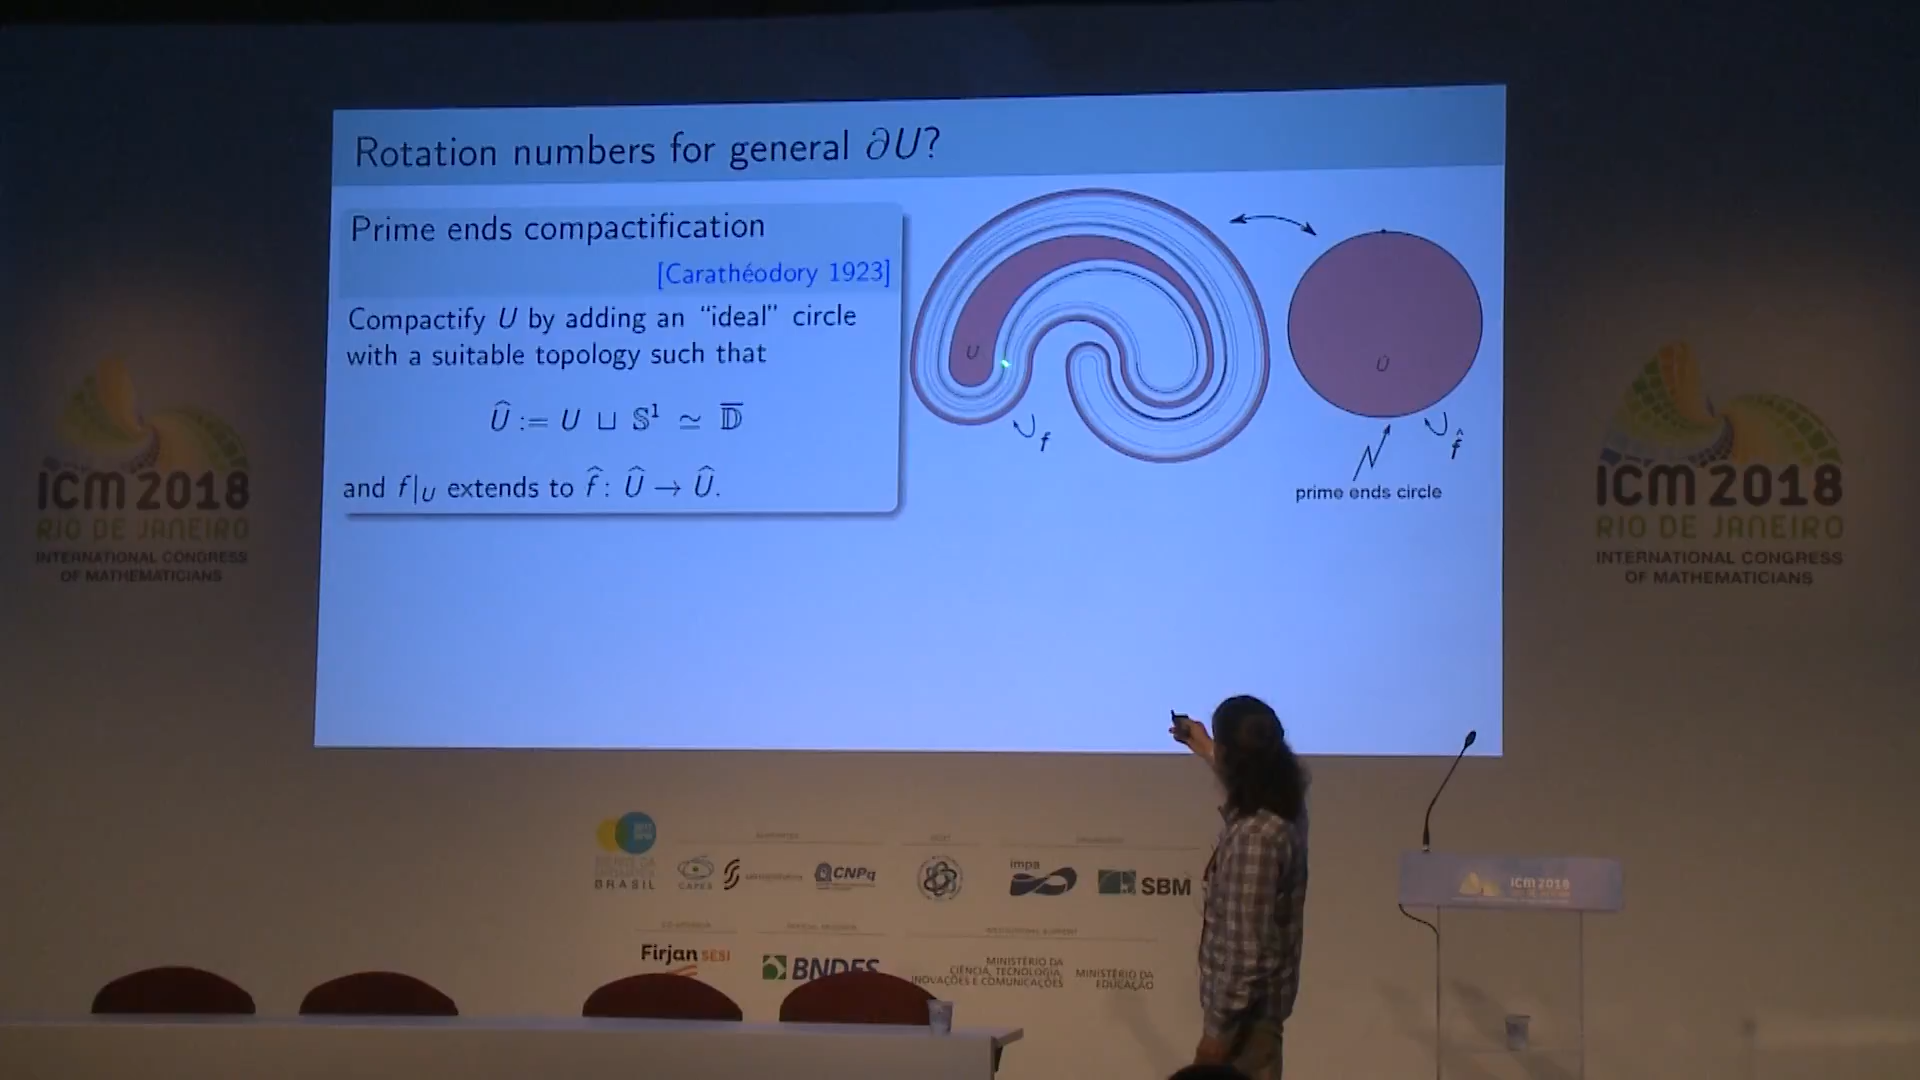 Rotation numbers for general ∂U?
Prime ends compactification
[Carathéodory 1923]
Compactify U by adding an “ideal” circle
with a suitable topology such that
Û := U ⊔ 𝕊¹ ≃ 𝔻̅
and f|_U extends to f̂ : Û → Û.
U
f
Û
f̂
prime ends circle
ICM 2018
RIO DE JANEIRO
INTERNATIONAL CONGRESS
OF MATHEMATICIANS
ICM 2018
RIO DE JANEIRO
INTERNATIONAL CONGRESS
OF MATHEMATICIANS
BRASIL
CAPES
CNPq
impa
SBM
Firjan SESI
BNDES
MINISTÉRIO DA
CIÊNCIA, TECNOLOGIA,
INOVAÇÕES E COMUNICAÇÕES
MINISTÉRIO DA
EDUCAÇÃO
ICM 2018